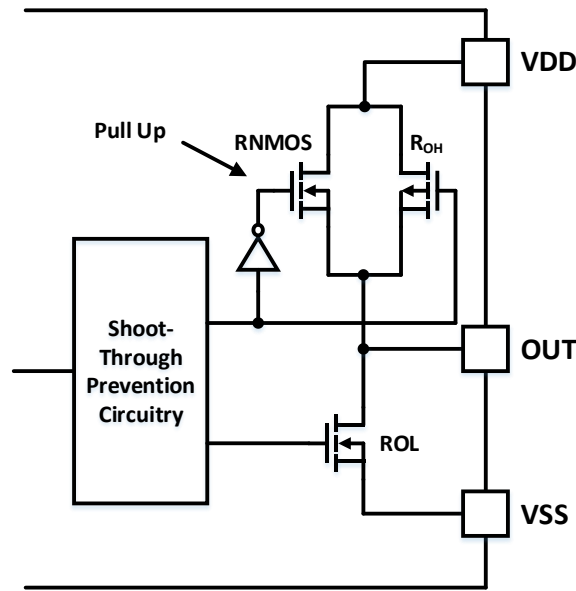 VDD
Pull Up
RNMOS
ROH
Shoot-
Through
Prevention
Circuitry
OUT
ROL
VSS